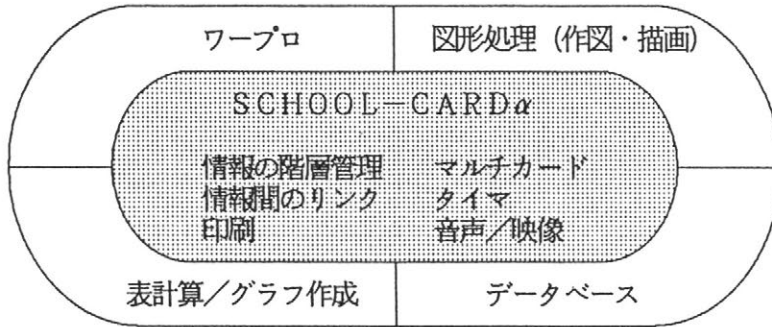 ワープロ 図形処理（作図・描画）
SCHOOL－CARDα
情報の階層管理 マルチカード
情報間のリンク タイマ
印刷 音声／映像
表計算／グラフ作成 データベース